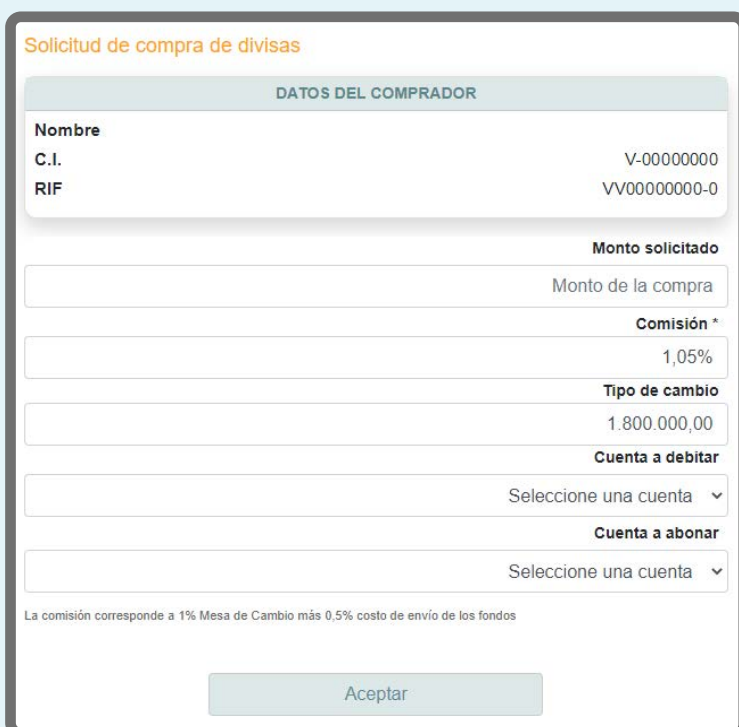 Solicitud de compra de divisas
DATOS DEL COMPRADOR
Nombre
C.I. V-00000000
RIF VV00000000-0
Monto solicitado
Monto de la compra
Comisión *
1,05%
Tipo de cambio
1.800.000,00
Cuenta a debitar
Seleccione una cuenta
Cuenta a abonar
Seleccione una cuenta
La comisión corresponde a 1% Mesa de Cambio más 0,5% costo de envío de los fondos
Aceptar